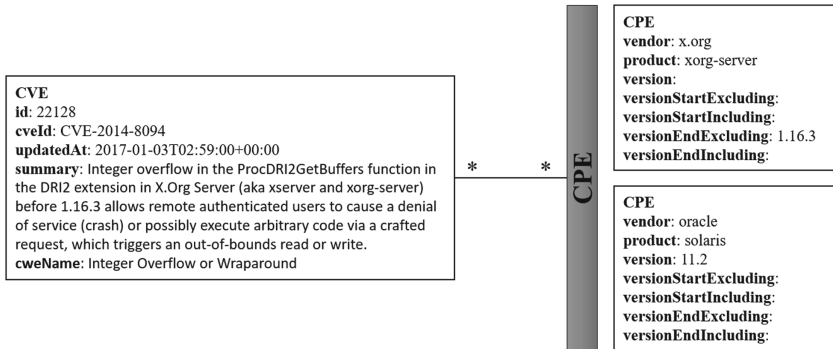 CVE
id: 22128
cveId: CVE-2014-8094
updatedAt: 2017-01-03T02:59:00+00:00
summary: Integer overflow in the ProcDRI2GetBuffers function in
the DRI2 extension in X.Org Server (aka xserver and xorg-server)
before 1.16.3 allows remote authenticated users to cause a denial
of service (crash) or possibly execute arbitrary code via a crafted
request, which triggers an out-of-bounds read or write.
cweName: Integer Overflow or Wraparound
* *
CPE
CPE
vendor: x.org
product: xorg-server
version:
versionStartExcluding:
versionStartIncluding:
versionEndExcluding: 1.16.3
versionEndIncluding:
CPE
vendor: oracle
product: solaris
version: 11.2
versionStartExcluding:
versionStartIncluding:
versionEndExcluding:
versionEndIncluding: